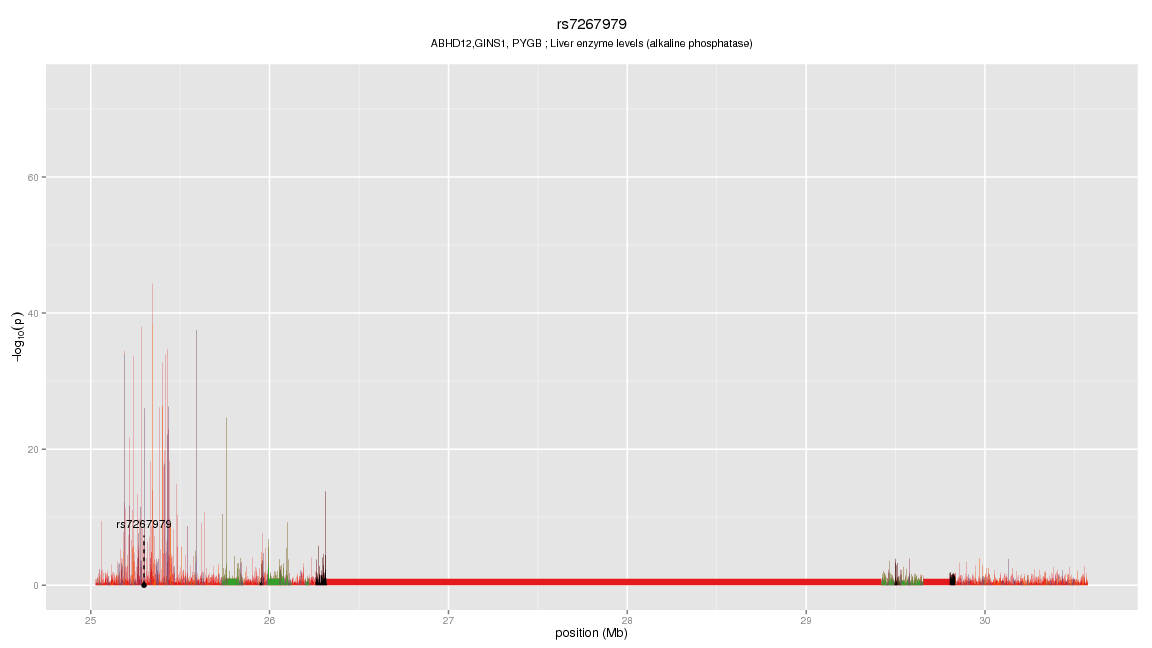 rs7267979
ABHD12,GINS1, PYGB ; Liver enzyme levels (alkaline phosphatase)
60
40
20
0
−log10(p)
rs7267979
25 26 27 28 29 30
position (Mb)